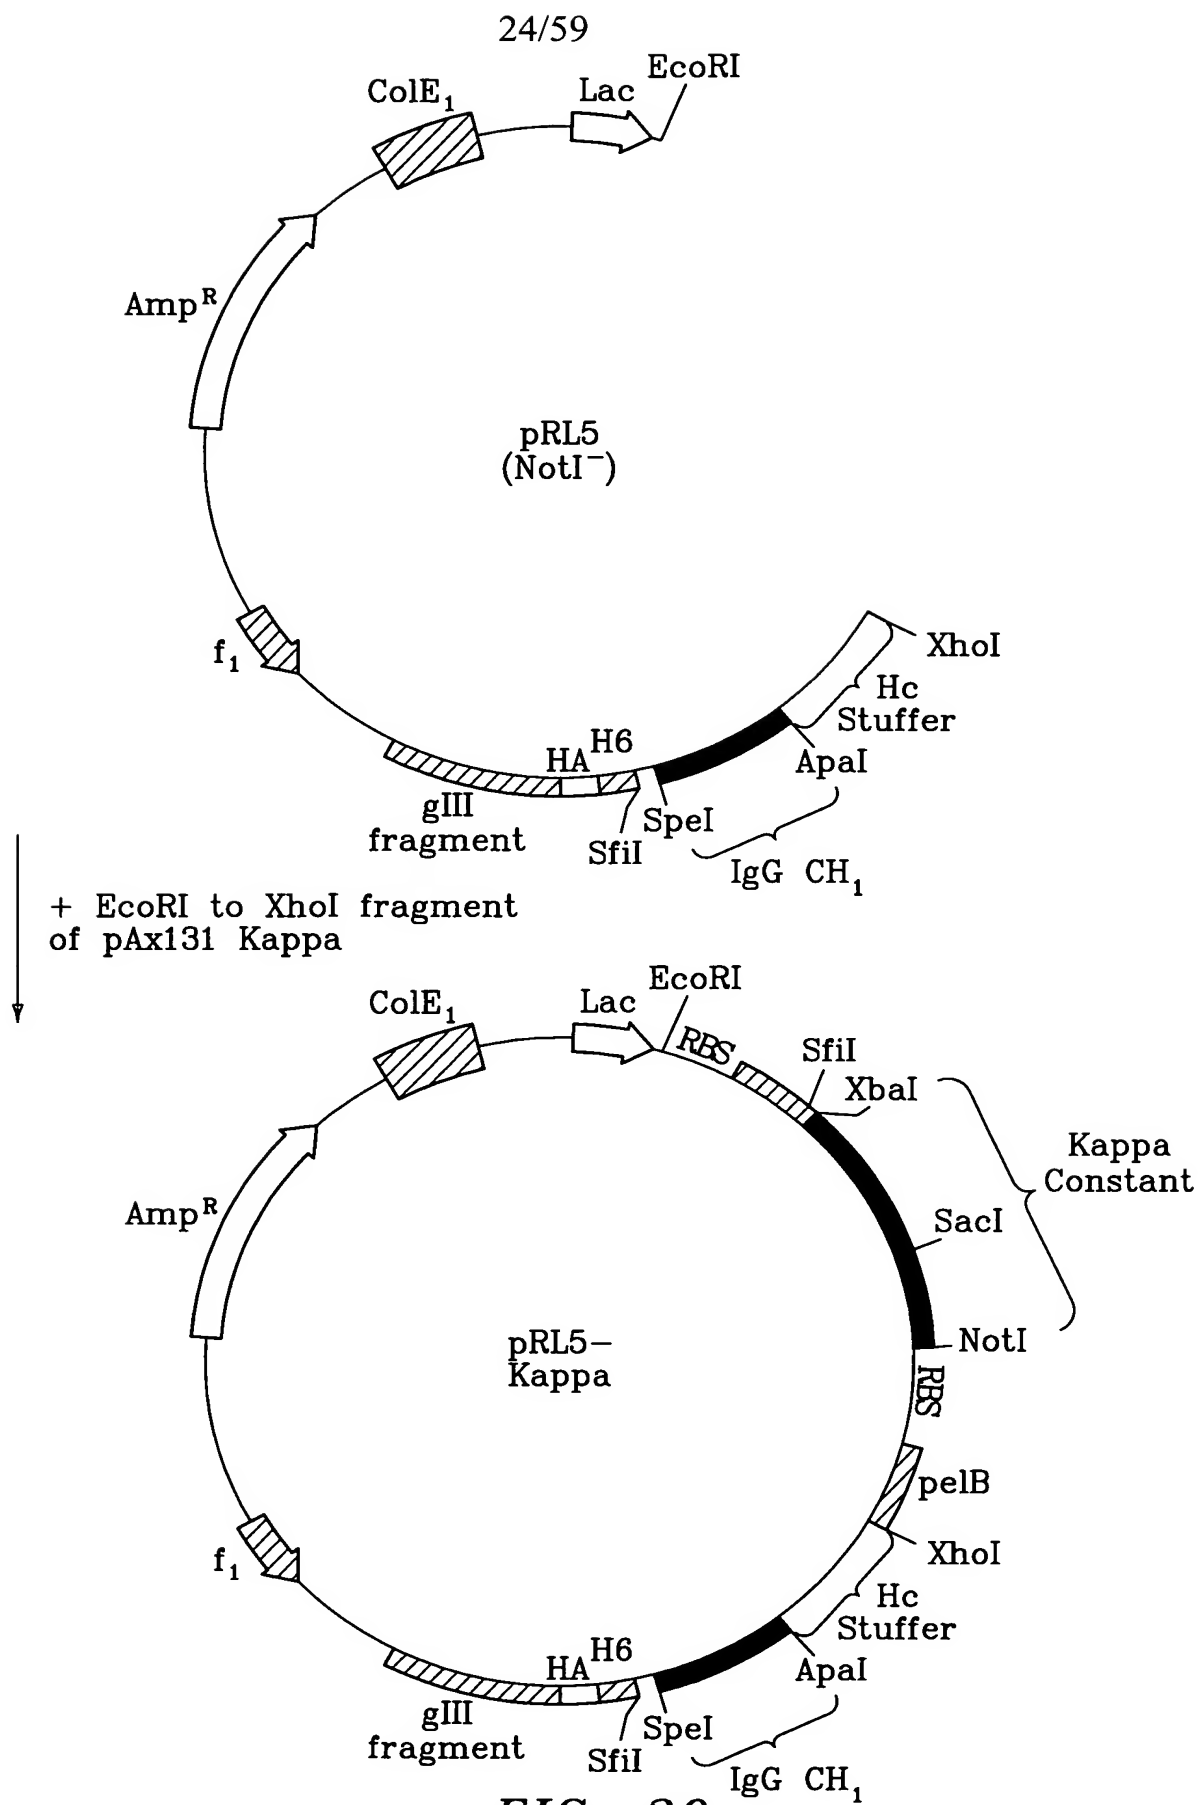 24/59
EcoRI
Lac
ColE1
AmpR
pRL5
(NotI−)
XhoI
f1
Hc
Stuffer
H6
HA
ApaI
gIII
fragment
SpeI
SfiI
IgG CH1
+ EcoRI to XhoI fragment
of pAx131 Kappa
EcoRI
Lac
ColE1
RBS
SfiI
XbaI
Kappa
Constant
AmpR
SacI
pRL5−
Kappa
NotI
RBS
pelB
XhoI
f1
Hc
Stuffer
H6
HA
ApaI
gIII
fragment
SpeI
SfiI
IgG CH1